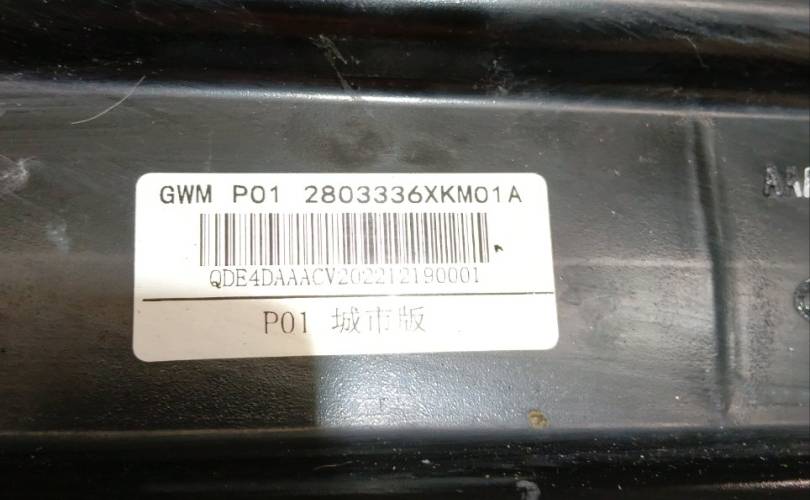 GWM P01 2803336XKM01A
QDE4DAAACV202212190001
P01 城市版